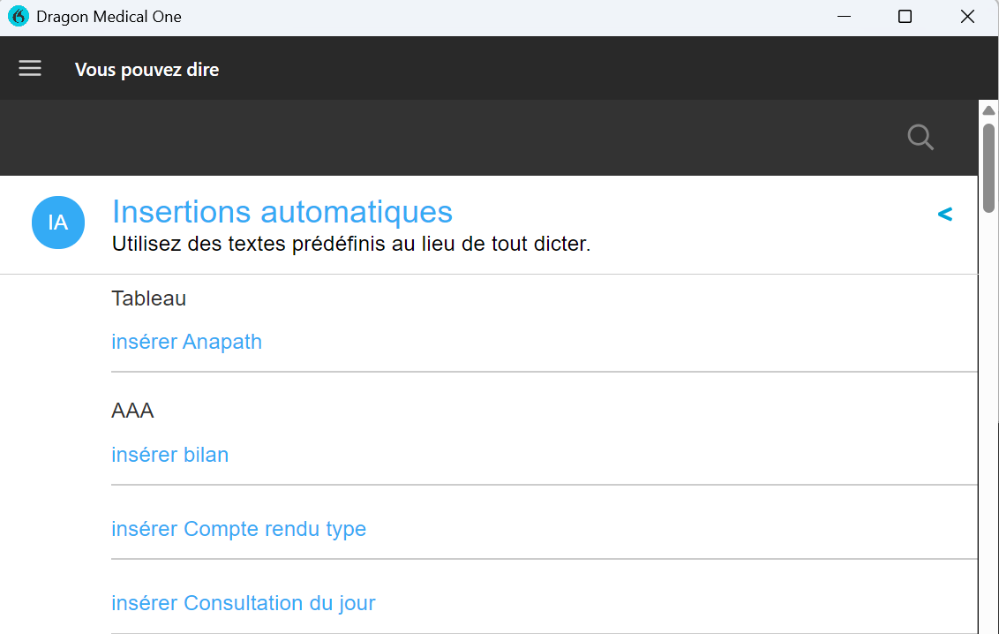 Dragon Medical One
Vous pouvez dire
IA
Insertions automatiques
<
Utilisez des textes prédéfinis au lieu de tout dicter.
Tableau
insérer Anapath
AAA
insérer bilan
insérer Compte rendu type
insérer Consultation du jour